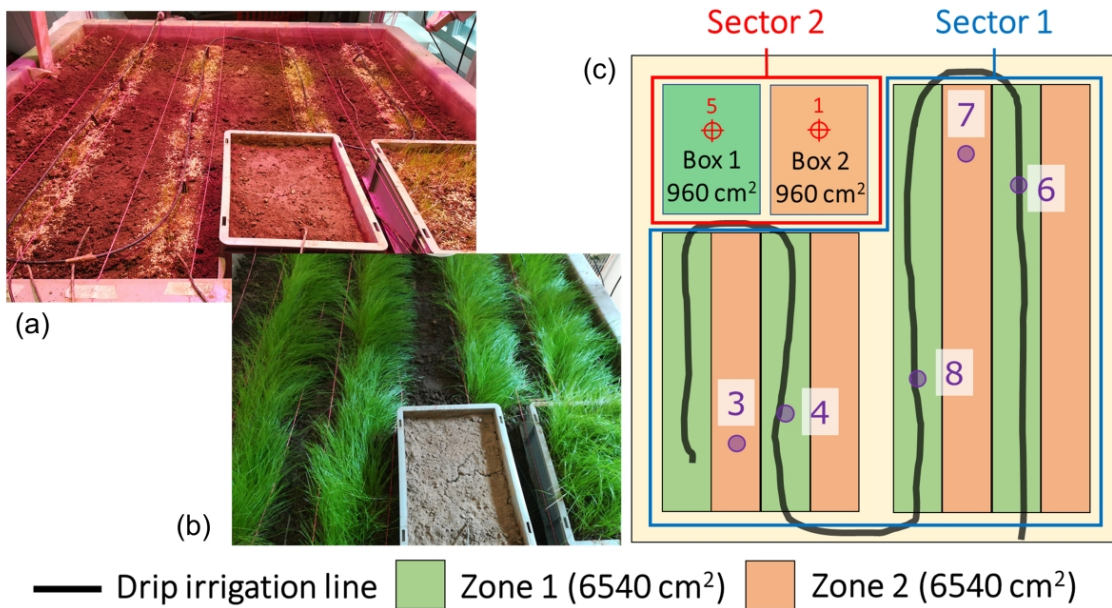 Sector 2
Sector 1
(c)
5
Box 1
960 cm²
1
Box 2
960 cm²
7
6
8
3
4
(a)
(b)
Drip irrigation line
Zone 1 (6540 cm²)
Zone 2 (6540 cm²)